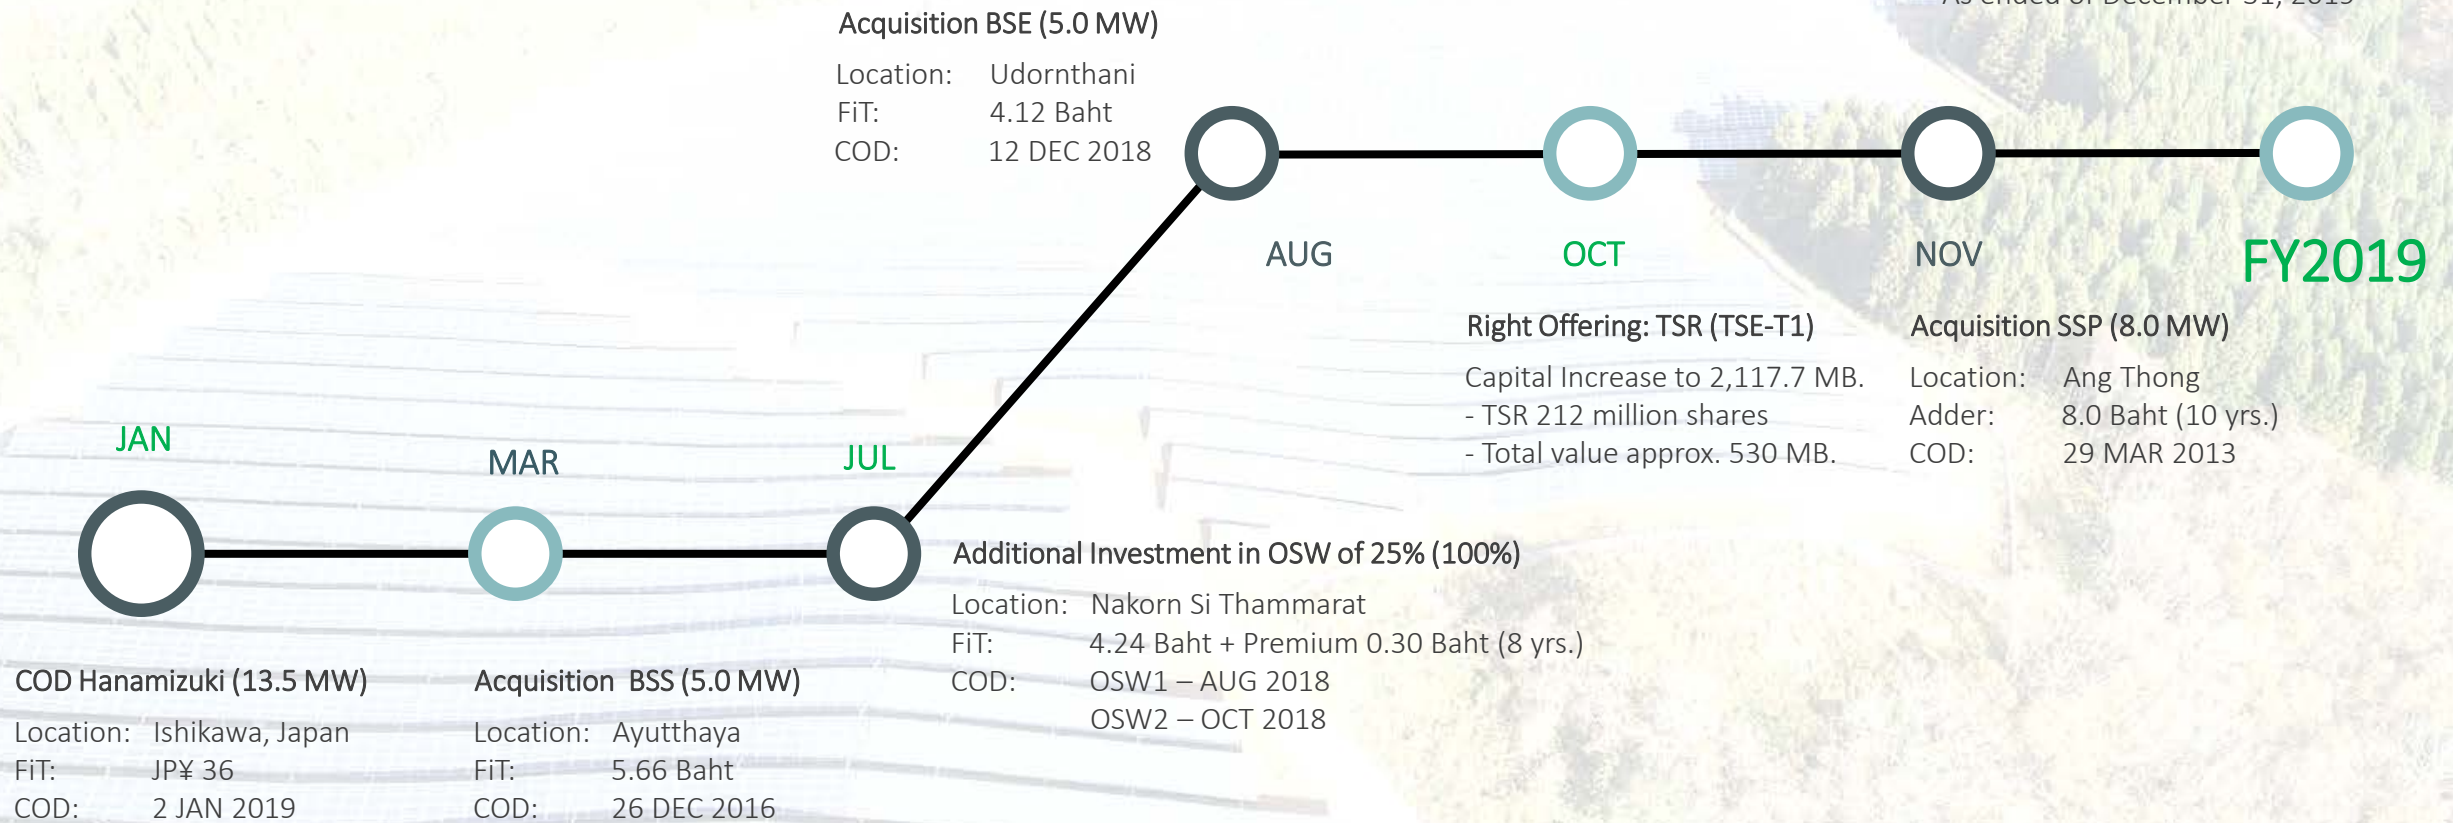 As ended of December 31, 2019
Acquisition BSE (5.0 MW)
Location: Udornthani
FiT: 4.12 Baht
COD: 12 DEC 2018
AUG
OCT
NOV
FY2019
Right Offering: TSR (TSE-T1)
Capital Increase to 2,117.7 MB.
- TSR 212 million shares
- Total value approx. 530 MB.
Acquisition SSP (8.0 MW)
Location: Ang Thong
Adder: 8.0 Baht (10 yrs.)
COD: 29 MAR 2013
JAN
MAR
JUL
Additional Investment in OSW of 25% (100%)
Location: Nakorn Si Thammarat
FiT: 4.24 Baht + Premium 0.30 Baht (8 yrs.)
COD: OSW1 – AUG 2018
OSW2 – OCT 2018
COD Hanamizuki (13.5 MW)
Location: Ishikawa, Japan
FiT: JP¥ 36
COD: 2 JAN 2019
Acquisition BSS (5.0 MW)
Location: Ayutthaya
FiT: 5.66 Baht
COD: 26 DEC 2016